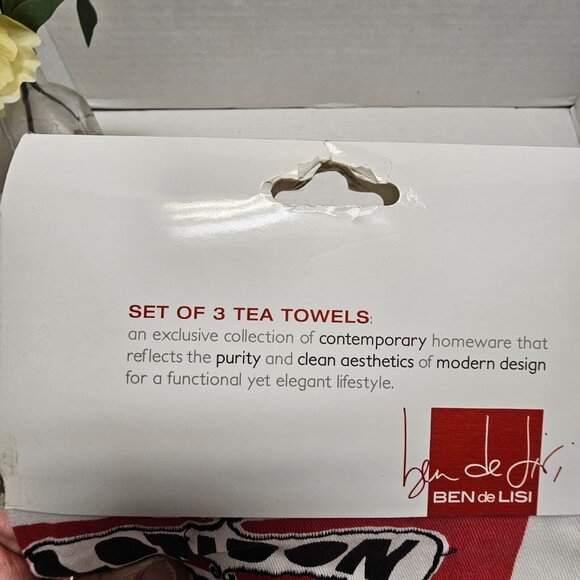 SET OF 3 TEA TOWELS:
an exclusive collection of contemporary homeware that
reflects the purity and clean aesthetics of modern design
for a functional yet elegant lifestyle.
ben de lisi
BEN de LISI